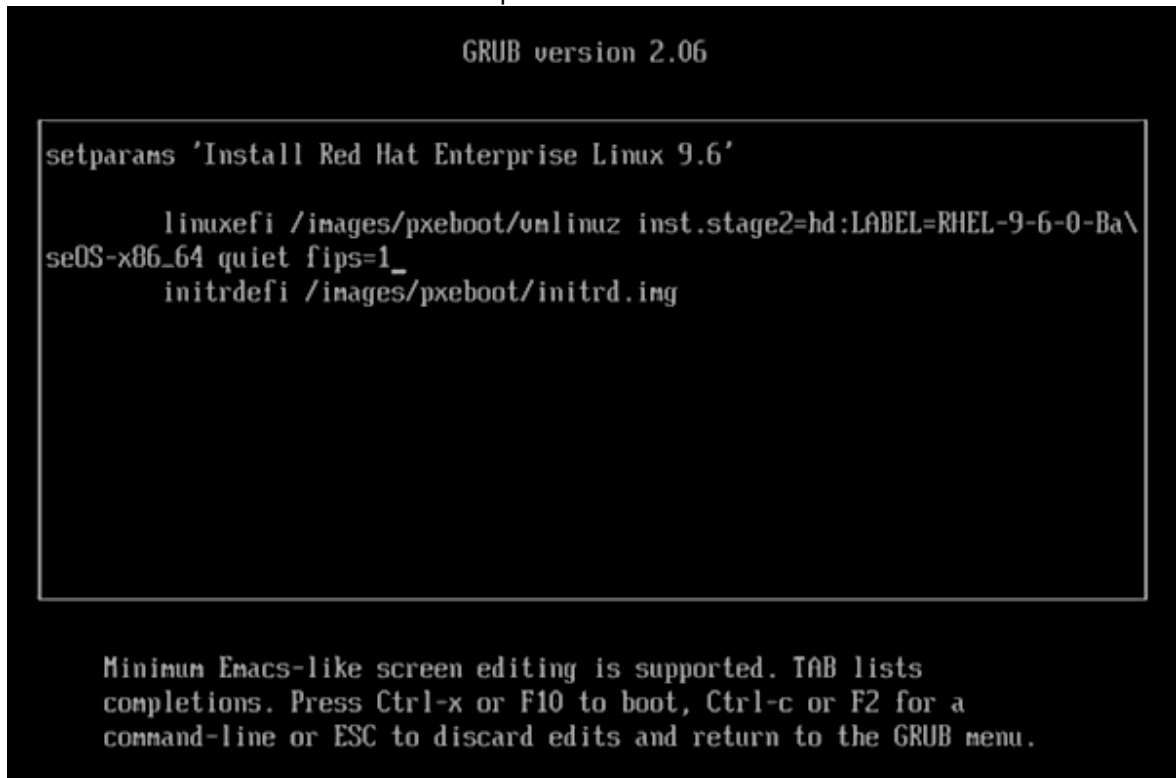 GRUB version 2.06
setparams 'Install Red Hat Enterprise Linux 9.6'
linuxefi /images/pxeboot/vmlinuz inst.stage2=hd:LABEL=RHEL-9-6-0-Ba\
seOS-x86_64 quiet fips=1_
initrdefi /images/pxeboot/initrd.img
Minimum Emacs-like screen editing is supported. TAB lists
completions. Press Ctrl-x or F10 to boot, Ctrl-c or F2 for a
command-line or ESC to discard edits and return to the GRUB menu.